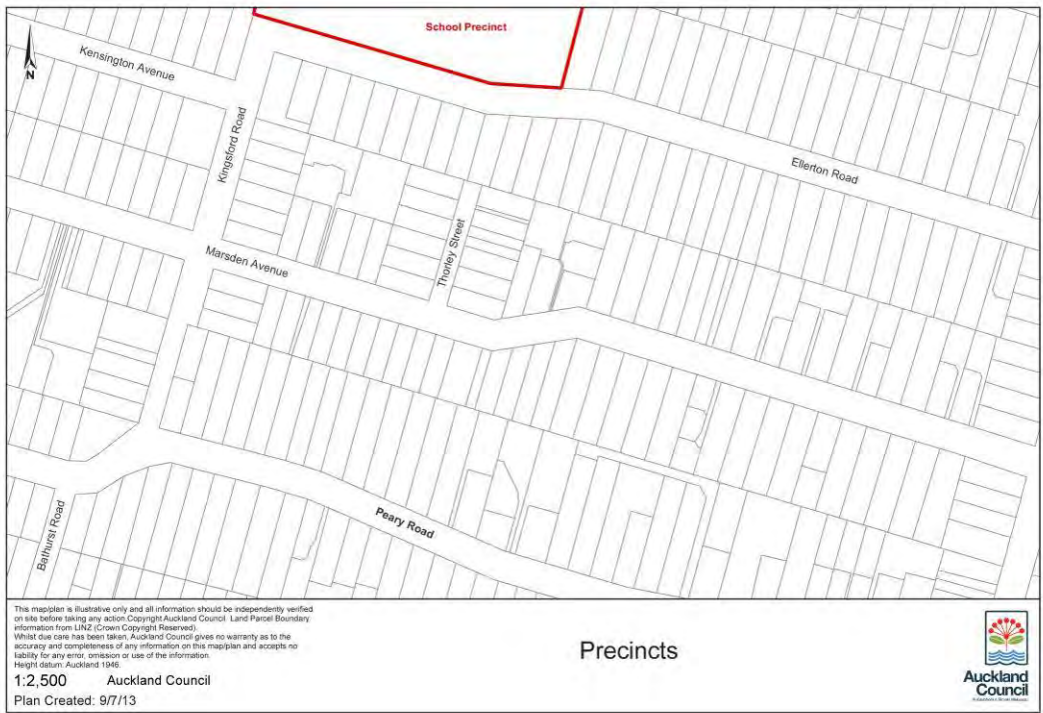 School Precinct
N
Kensington Avenue
Kingsford Road
Ellerton Road
Thorley Street
Marsden Avenue
Peary Road
Bathurst Road
This map/plan is illustrative only and all information should be independently verified
on site before taking any action.Copyright Auckland Council. Land Parcel Boundary
information from LINZ (Crown Copyright Reserved).
Whilst due care has been taken, Auckland Council gives no warranty as to the
accuracy and completeness of any information on this map/plan and accepts no
liability for any error, omission or use of the information.
Height datum: Auckland 1946.
1:2,500 Auckland Council
Plan Created: 9/7/13
Precincts
Auckland
Council